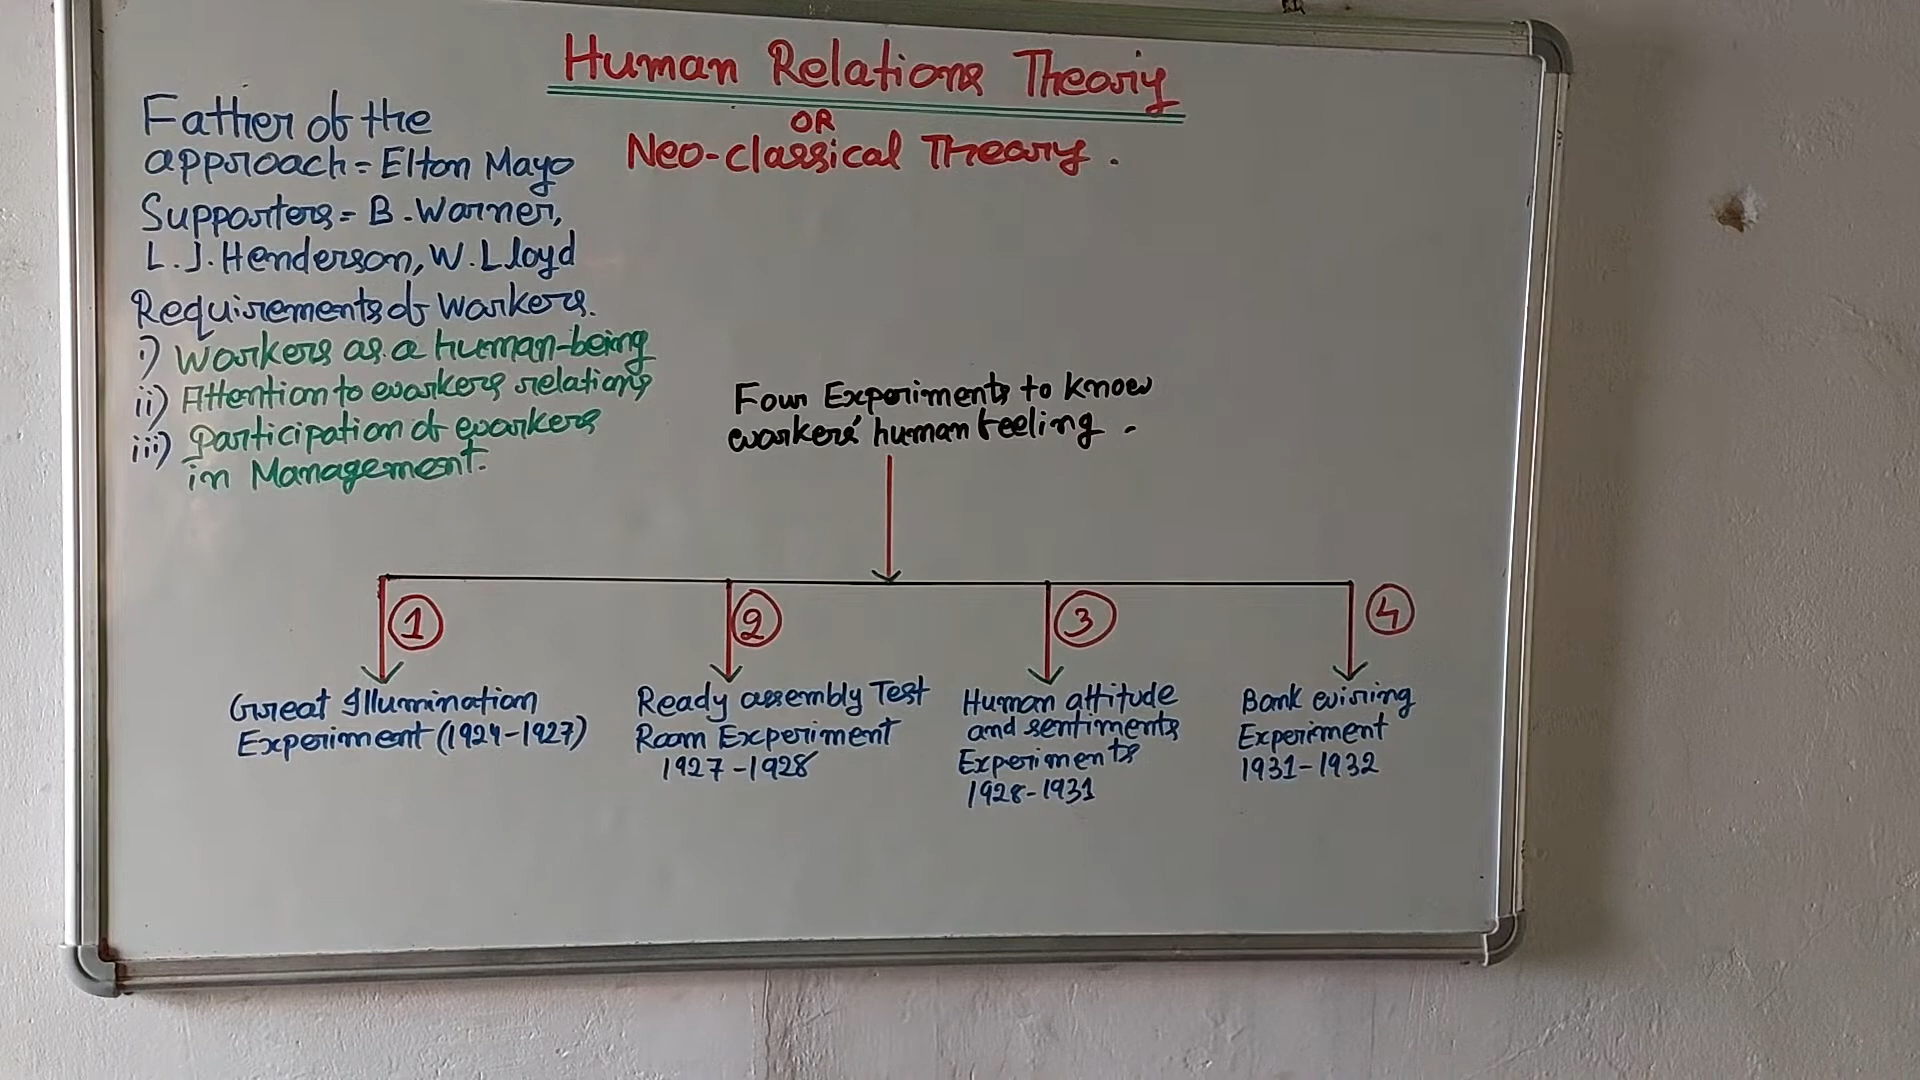 Human Relations Theory
OR
Neo-classical Theory.
Father of the
approach = Elton Mayo
Supporters = B. Warner,
L.J. Henderson, W. Lloyd
Requirements of workers.
i) Workers as a human-being
ii) Attention to workers relations
iii) Participation of workers
in Management.
Four Experiments to know
workers' human feeling.
1
2
3
4
Great Illumination
Experiment (1924-1927)
Ready assembly Test
Room Experiment
1927-1928
Human attitude
and sentiments
Experiments
1928-1931
Bank wiring
Experiment
1931-1932